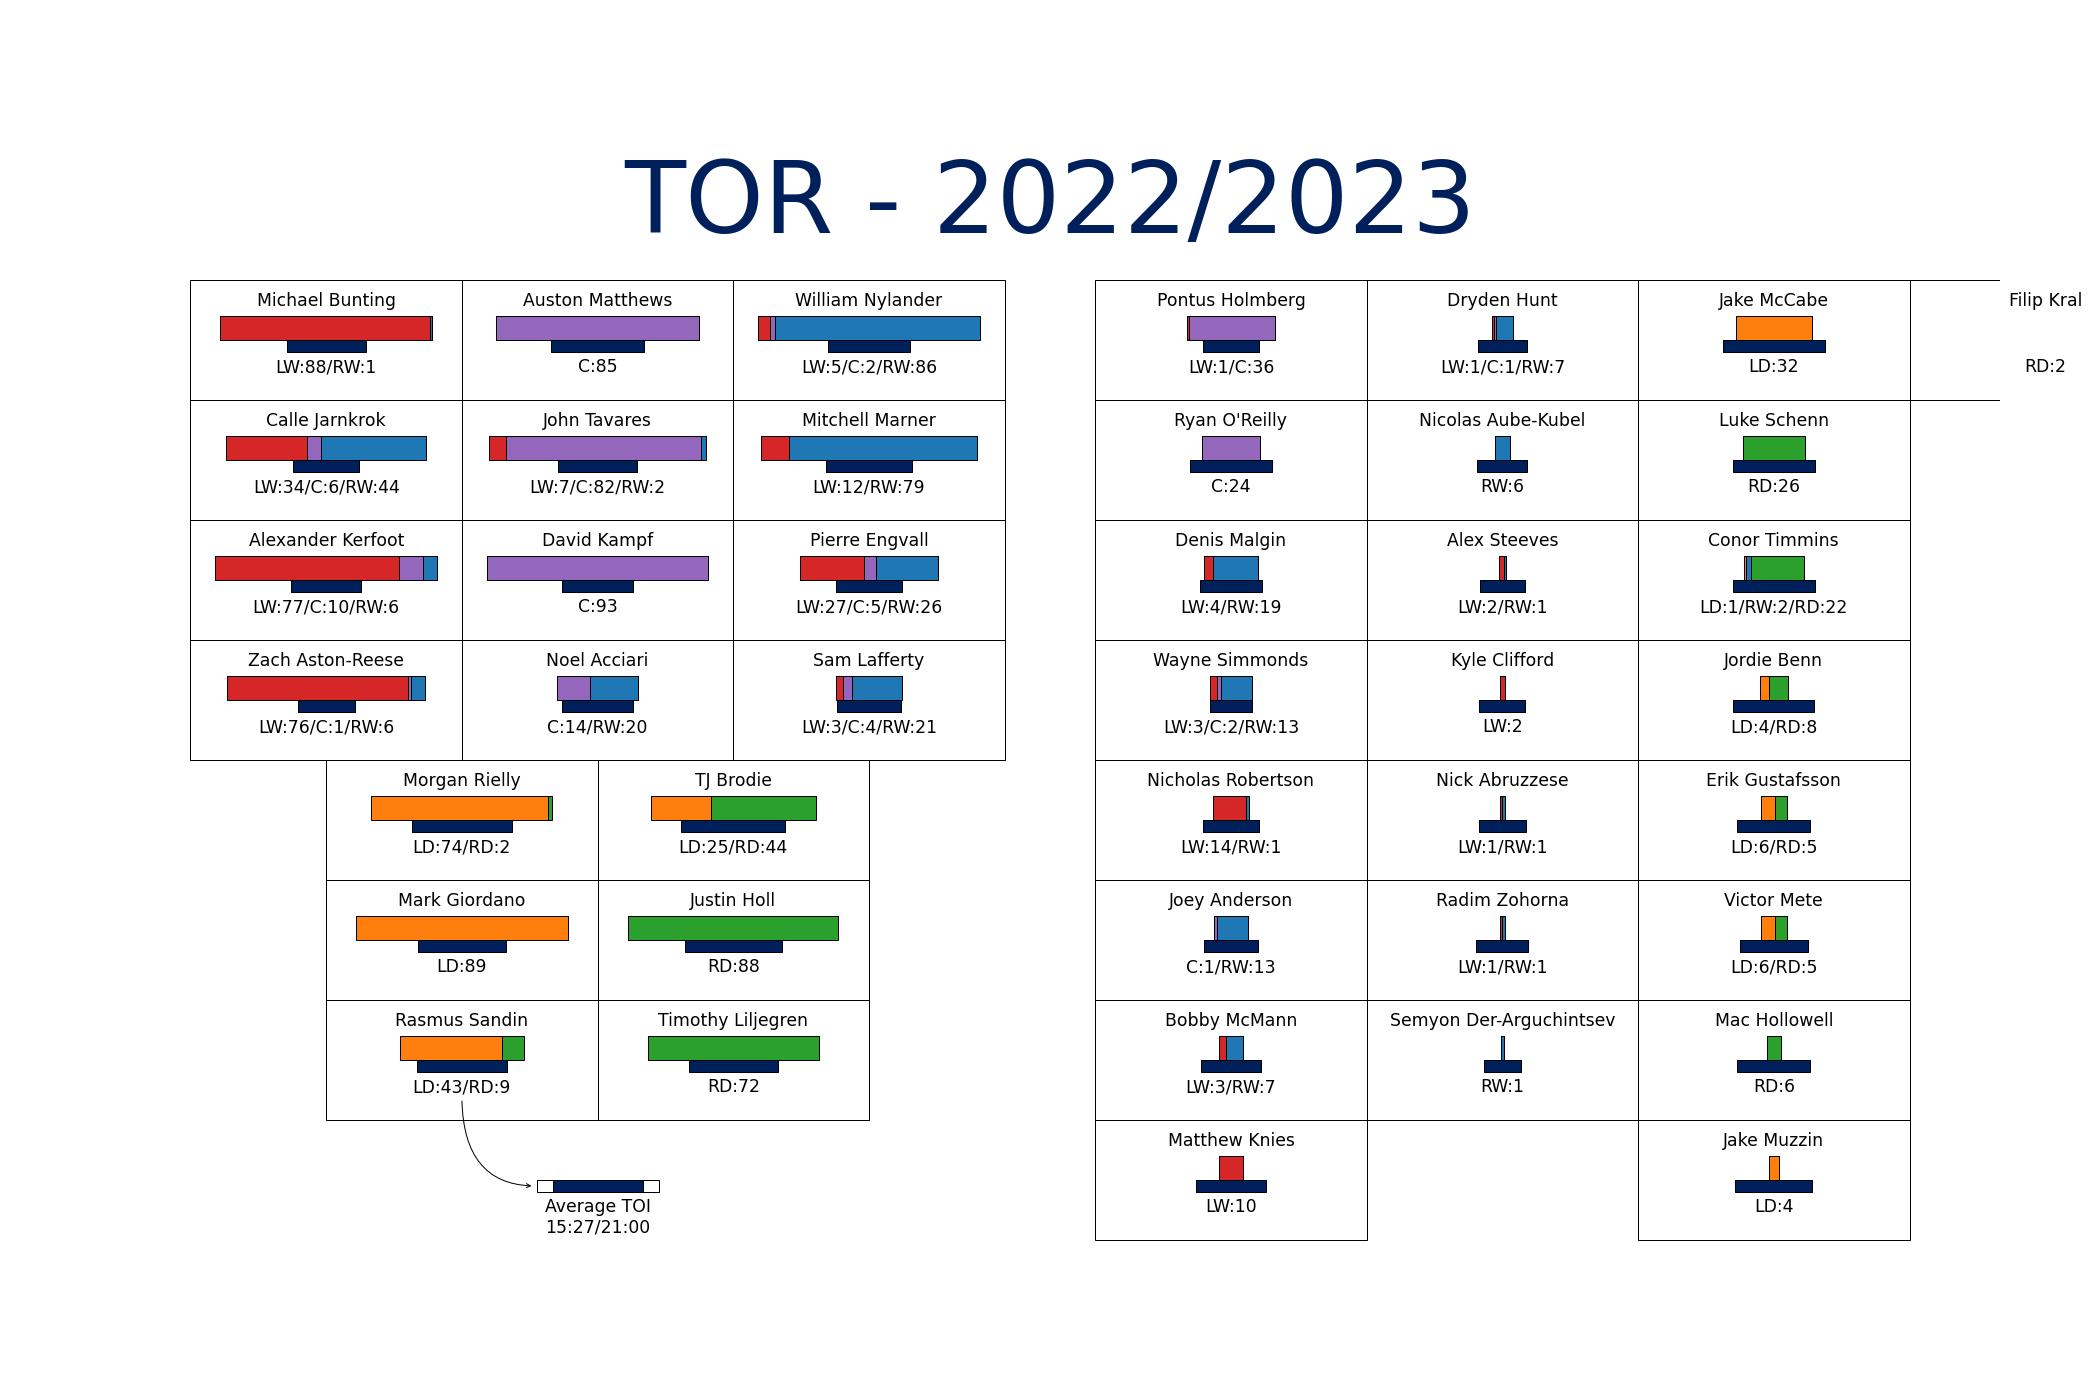 TOR - 2022/2023
Michael Bunting
LW:88/RW:1
Auston Matthews
C:85
William Nylander
LW:5/C:2/RW:86
Calle Jarnkrok
LW:34/C:6/RW:44
John Tavares
LW:7/C:82/RW:2
Mitchell Marner
LW:12/RW:79
Alexander Kerfoot
LW:77/C:10/RW:6
David Kampf
C:93
Pierre Engvall
LW:27/C:5/RW:26
Zach Aston-Reese
LW:76/C:1/RW:6
Noel Acciari
C:14/RW:20
Sam Lafferty
LW:3/C:4/RW:21
Morgan Rielly
LD:74/RD:2
TJ Brodie
LD:25/RD:44
Mark Giordano
LD:89
Justin Holl
RD:88
Rasmus Sandin
LD:43/RD:9
Timothy Liljegren
RD:72
Average TOI
15:27/21:00
Pontus Holmberg
LW:1/C:36
Dryden Hunt
LW:1/C:1/RW:7
Jake McCabe
LD:32
Filip Kral
RD:2
Ryan O'Reilly
C:24
Nicolas Aube-Kubel
RW:6
Luke Schenn
RD:26
Denis Malgin
LW:4/RW:19
Alex Steeves
LW:2/RW:1
Conor Timmins
LD:1/RW:2/RD:22
Wayne Simmonds
LW:3/C:2/RW:13
Kyle Clifford
LW:2
Jordie Benn
LD:4/RD:8
Nicholas Robertson
LW:14/RW:1
Nick Abruzzese
LW:1/RW:1
Erik Gustafsson
LD:6/RD:5
Joey Anderson
C:1/RW:13
Radim Zohorna
LW:1/RW:1
Victor Mete
LD:6/RD:5
Bobby McMann
LW:3/RW:7
Semyon Der-Arguchintsev
RW:1
Mac Hollowell
RD:6
Matthew Knies
LW:10
Jake Muzzin
LD:4